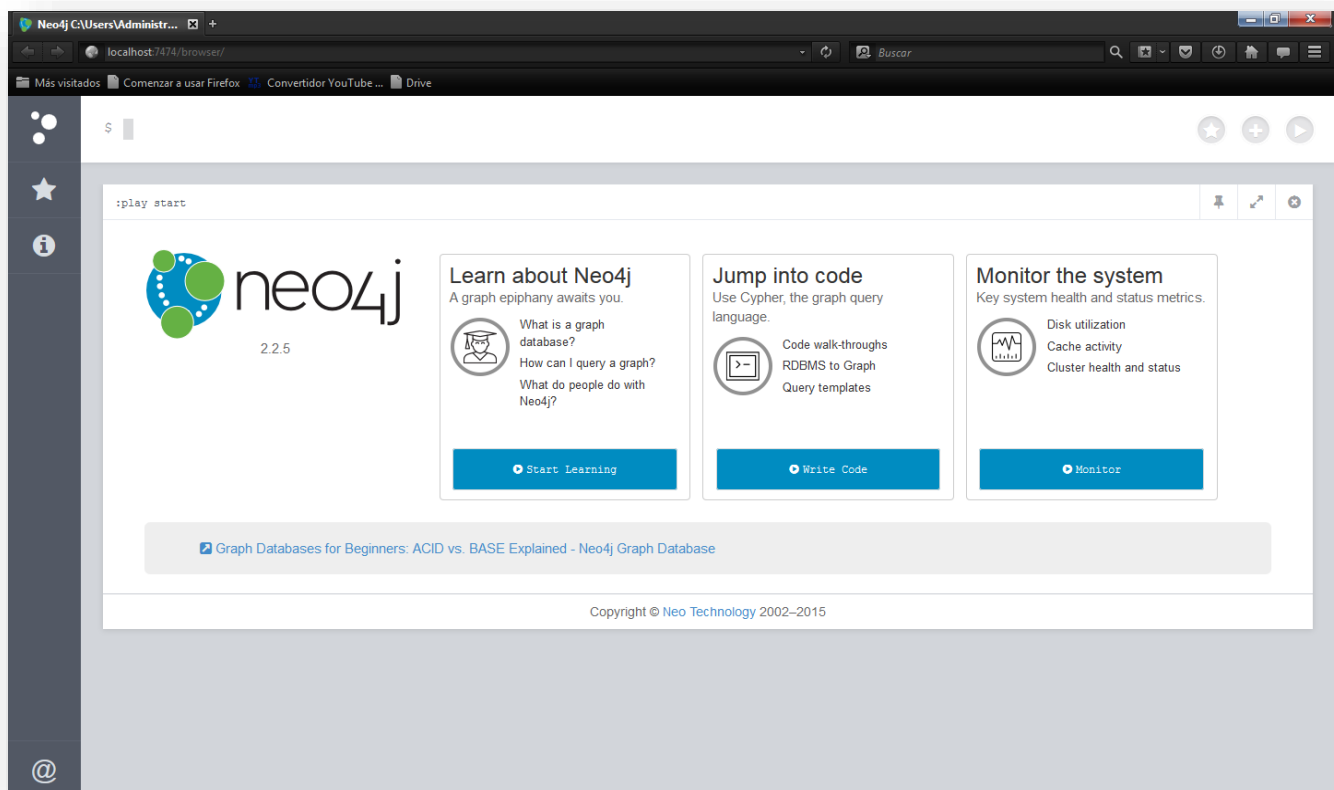 Neo4j C:\Users\Administr...
localhost:7474/browser/
Buscar
Más visitados Comenzar a usar Firefox Convertidor YouTube ... Drive
$
:play start
neo4j
2.2.5
Learn about Neo4j
A graph epiphany awaits you.
What is a graph
database?
How can I query a graph?
What do people do with
Neo4j?
Start Learning
Jump into code
Use Cypher, the graph query
language.
Code walk-throughs
RDBMS to Graph
Query templates
Write Code
Monitor the system
Key system health and status metrics.
Disk utilization
Cache activity
Cluster health and status
Monitor
Graph Databases for Beginners: ACID vs. BASE Explained - Neo4j Graph Database
Copyright © Neo Technology 2002–2015
@